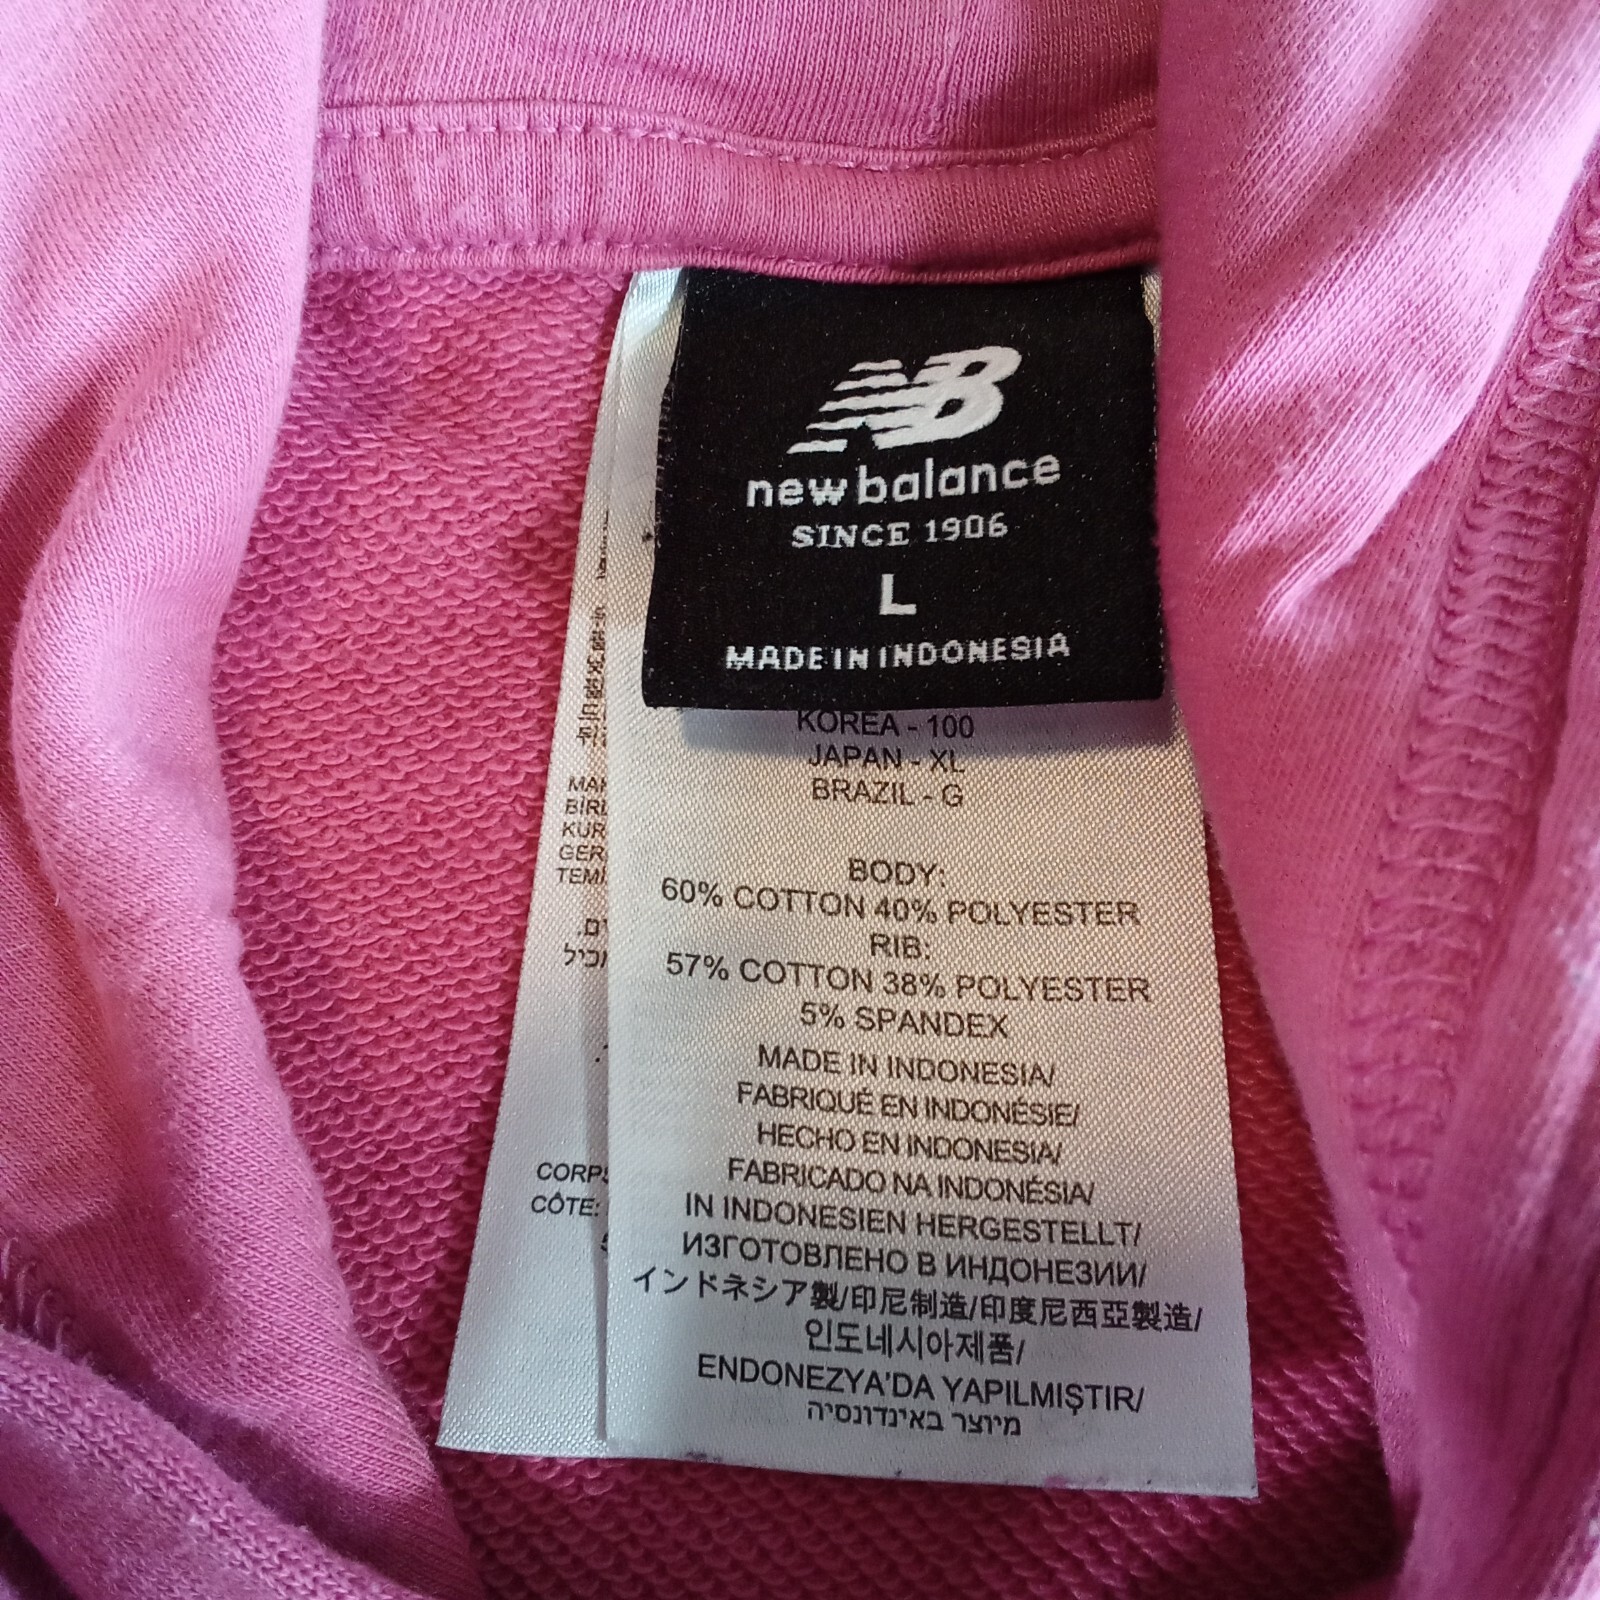 NB
new balance
SINCE 1906
L
MADE IN INDONESIA
KOREA - 100
JAPAN - XL
BRAZIL - G
BODY:
60% COTTON 40% POLYESTER
RIB:
57% COTTON 38% POLYESTER
5% SPANDEX
MADE IN INDONESIA/
FABRIQUÉ EN INDONÉSIE/
HECHO EN INDONESIA/
FABRICADO NA INDONÉSIA/
IN INDONESIEN HERGESTELLT/
ИЗГОТОВЛЕНО В ИНДОНЕЗИИ/
インドネシア製/印尼制造/印度尼西亞製造/
인도네시아제품/
ENDONEZYA'DA YAPILMIŞTIR/
מיוצר באינדונסיה
CÔTE: